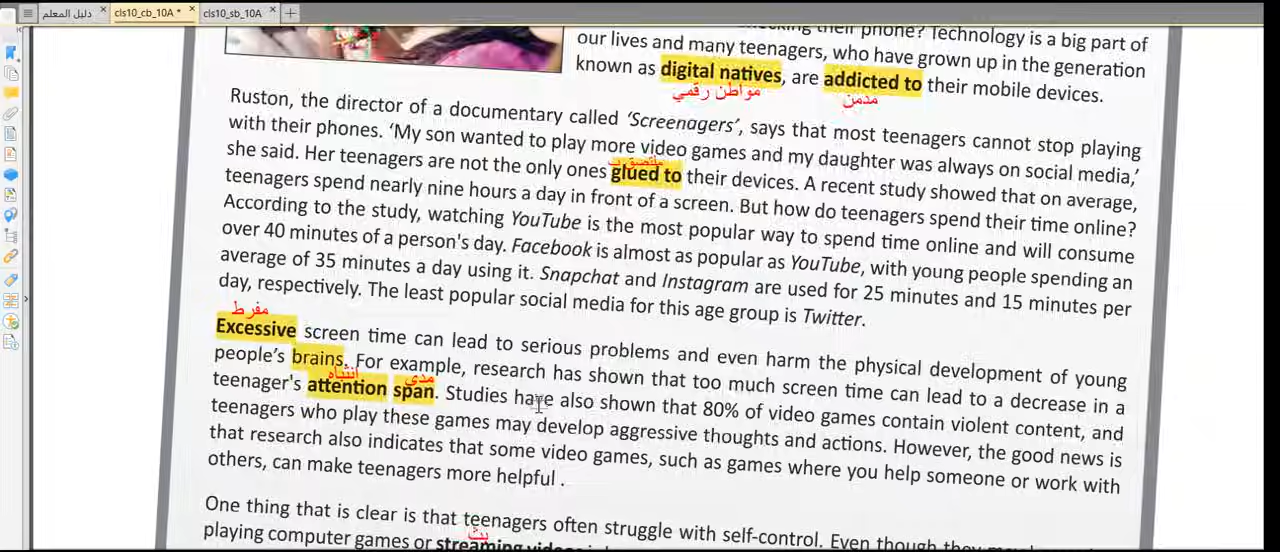 دليل المعلم cls10_cb_10A * cls10_sb_10A
their phone? Technology is a big part of
our lives and many teenagers, who have grown up in the generation
known as digital natives, are addicted to their mobile devices.
مواطن رقمي مدمن
Ruston, the director of a documentary called ‘Screenagers’, says that most teenagers cannot stop playing
with their phones. ‘My son wanted to play more video games and my daughter was always on social media,’
ملتصق ب
she said. Her teenagers are not the only ones glued to their devices. A recent study showed that on average,
teenagers spend nearly nine hours a day in front of a screen. But how do teenagers spend their time online?
According to the study, watching YouTube is the most popular way to spend time online and will consume
over 40 minutes of a person's day. Facebook is almost as popular as YouTube, with young people spending an
average of 35 minutes a day using it. Snapchat and Instagram are used for 25 minutes and 15 minutes per
day, respectively. The least popular social media for this age group is Twitter.
مفرط
Excessive screen time can lead to serious problems and even harm the physical development of young
people’s brains. For example, research has shown that too much screen time can lead to a decrease in a
انتباه مدى
teenager's attention span. Studies have also shown that 80% of video games contain violent content, and
teenagers who play these games may develop aggressive thoughts and actions. However, the good news is
that research also indicates that some video games, such as games where you help someone or work with
others, can make teenagers more helpful .
One thing that is clear is that teenagers often struggle with self-control. Even though they
بث
playing computer games or streaming videos